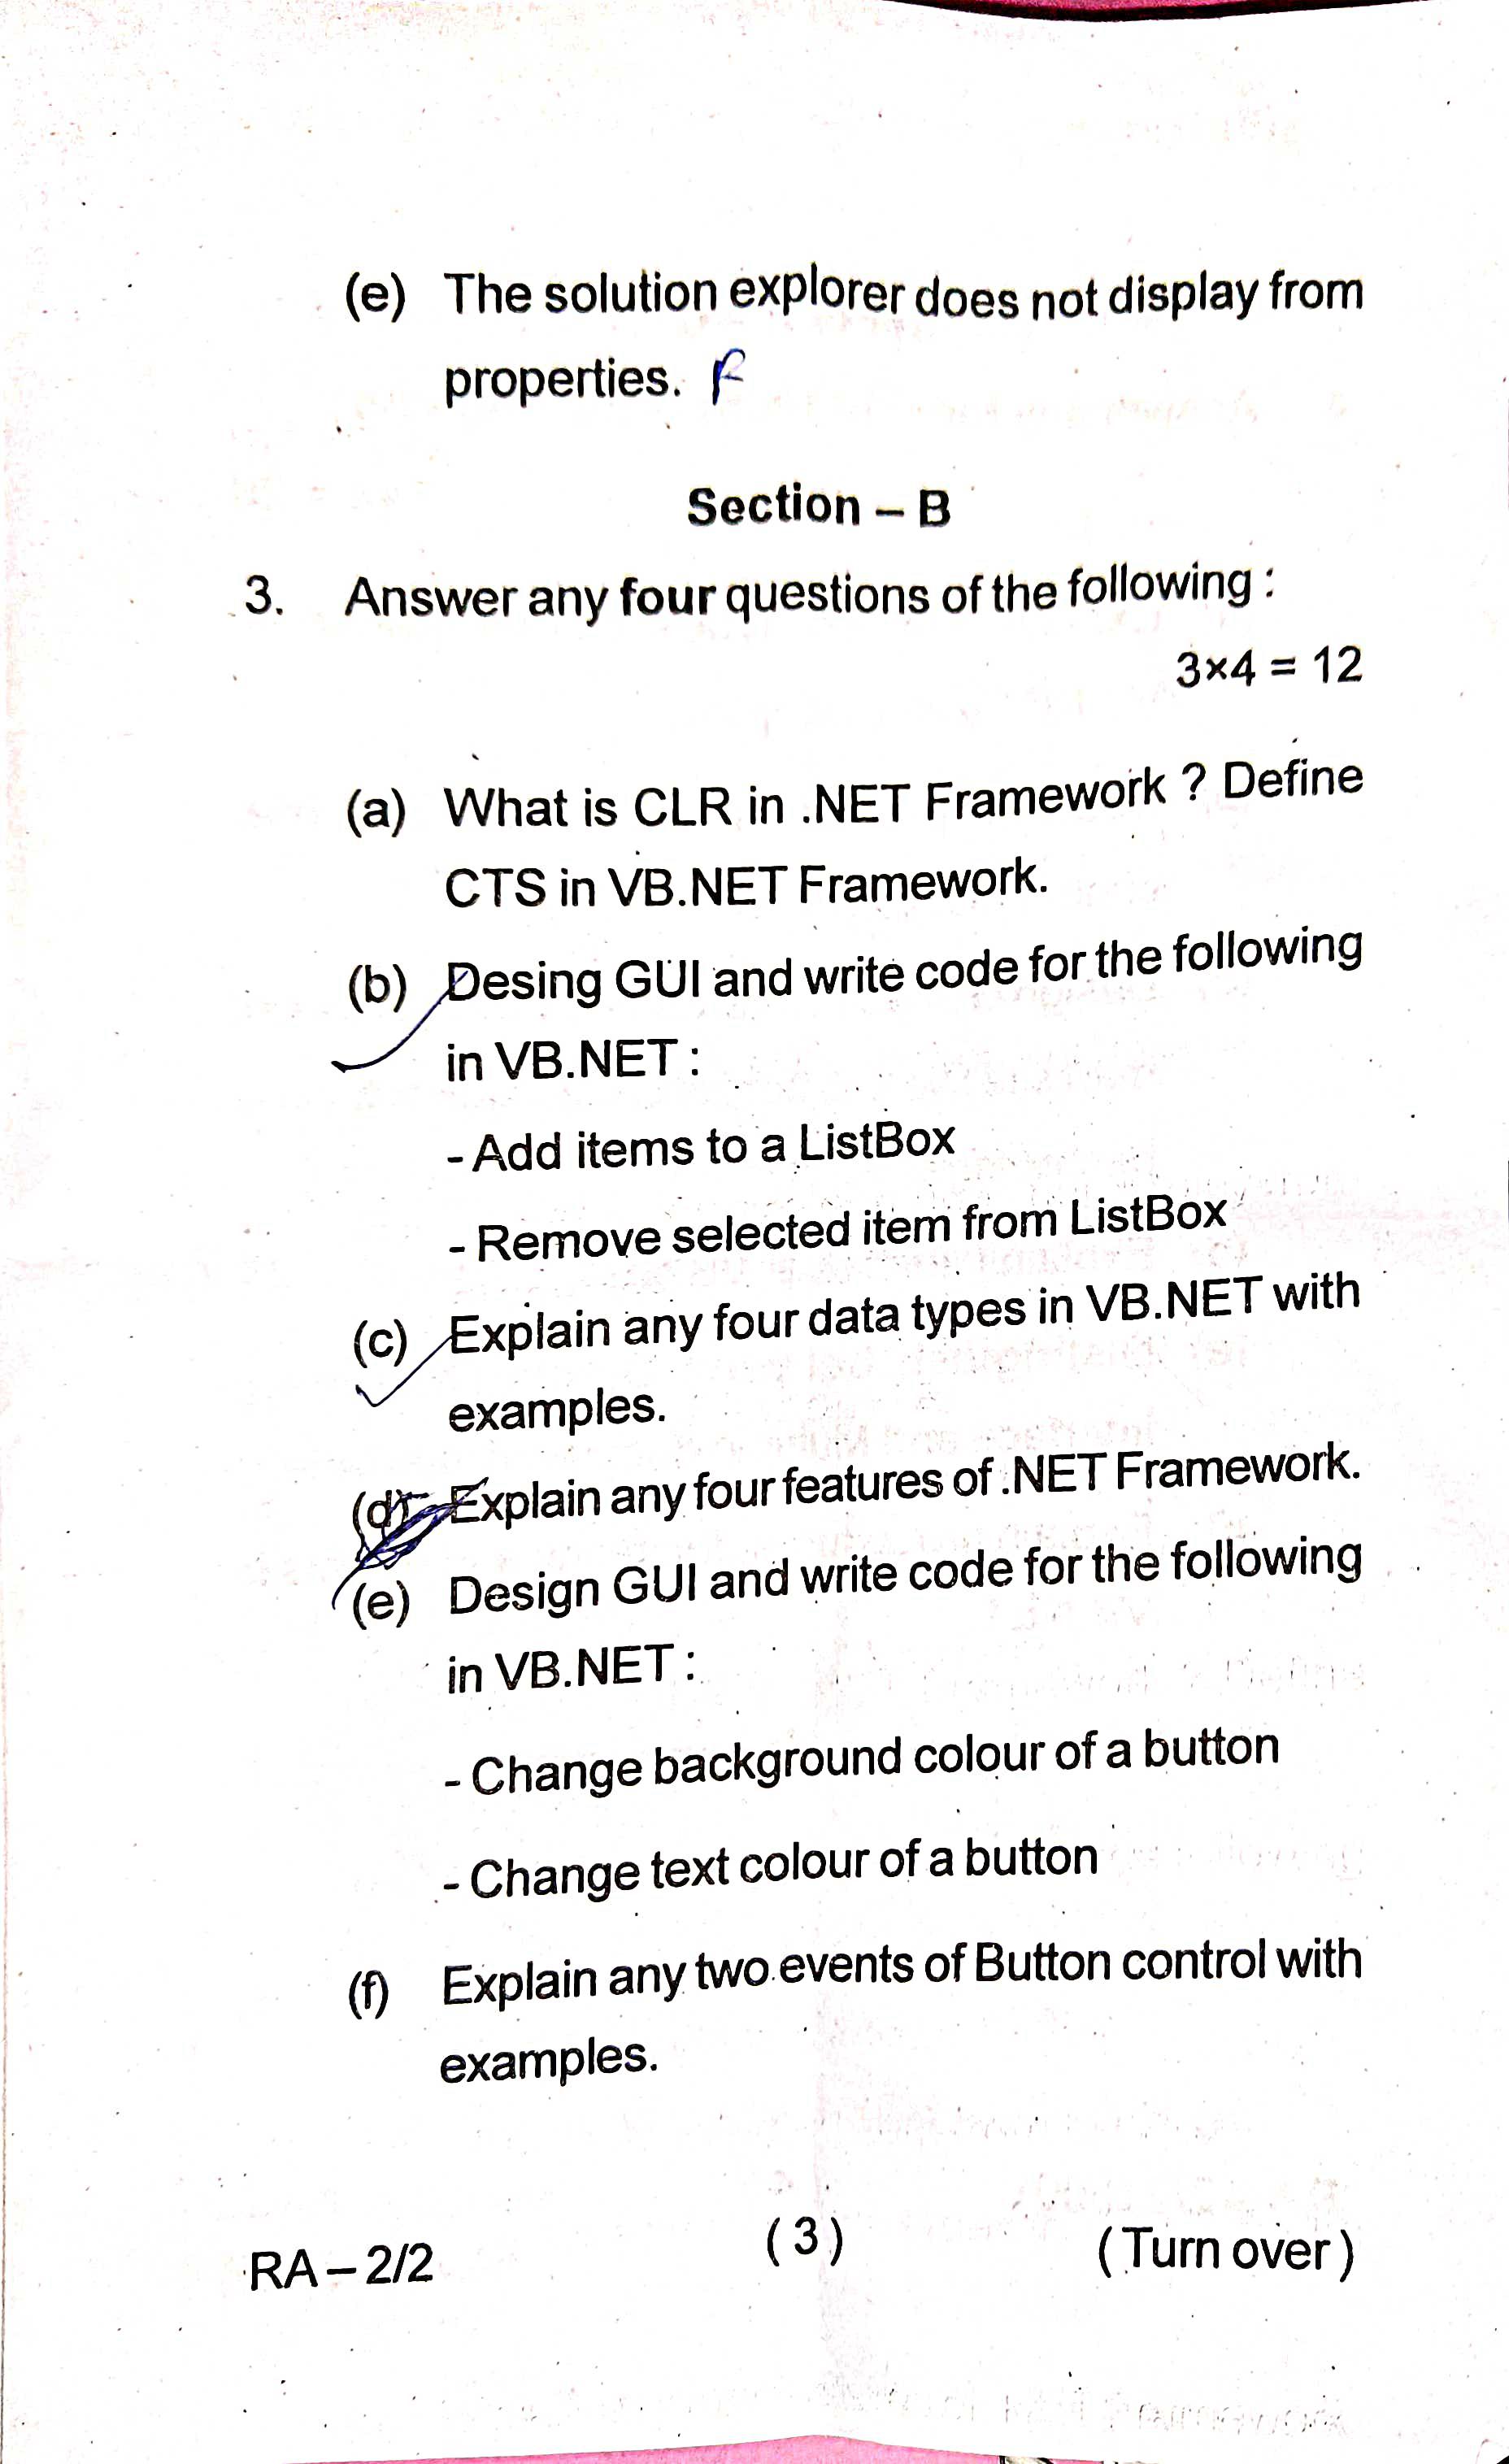 (e) The solution explorer does not display from
properties. F
Section – B
3. Answer any four questions of the following :
3×4 = 12
(a) What is CLR in .NET Framework ? Define
CTS in VB.NET Framework.
(b) Desing GUI and write code for the following
in VB.NET :
- Add items to a ListBox
- Remove selected item from ListBox
(c) Explain any four data types in VB.NET with
examples.
(d) Explain any four features of .NET Framework.
(e) Design GUI and write code for the following
in VB.NET :
- Change background colour of a button
- Change text colour of a button
(f) Explain any two events of Button control with
examples.
RA – 2/2 (3) (Turn over)